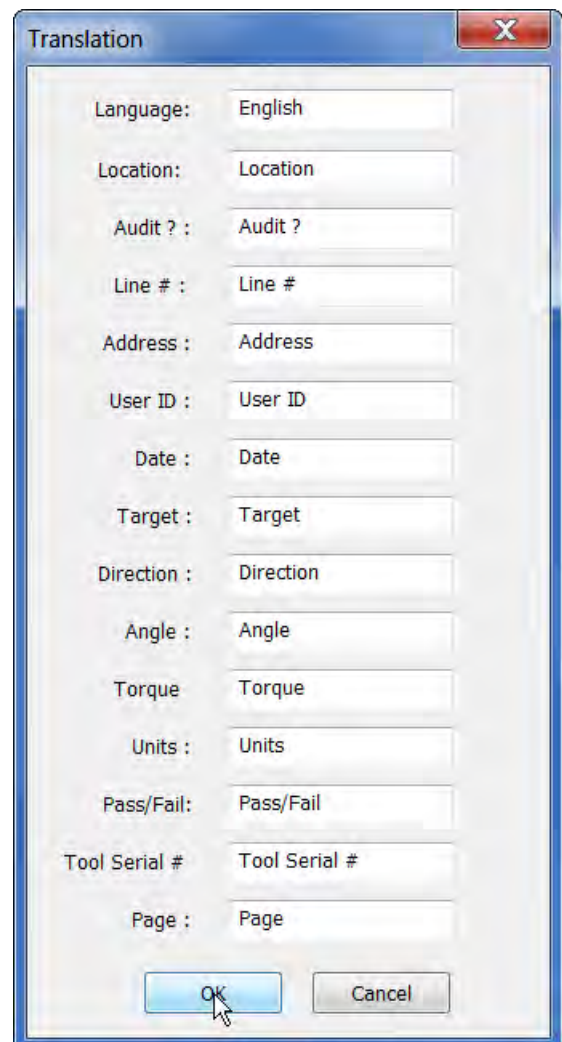 Translation
Language: English
Location: Location
Audit ? : Audit ?
Line # : Line #
Address : Address
User ID : User ID
Date : Date
Target : Target
Direction : Direction
Angle : Angle
Torque Torque
Units : Units
Pass/Fail: Pass/Fail
Tool Serial # Tool Serial #
Page : Page
OK Cancel